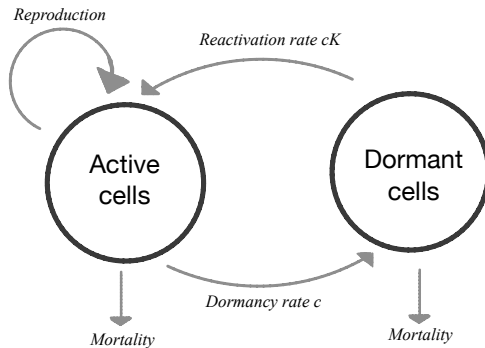 Reproduction
Reactivation rate cK
Active
cells
Dormant
cells
Dormancy rate c
Mortality
Mortality